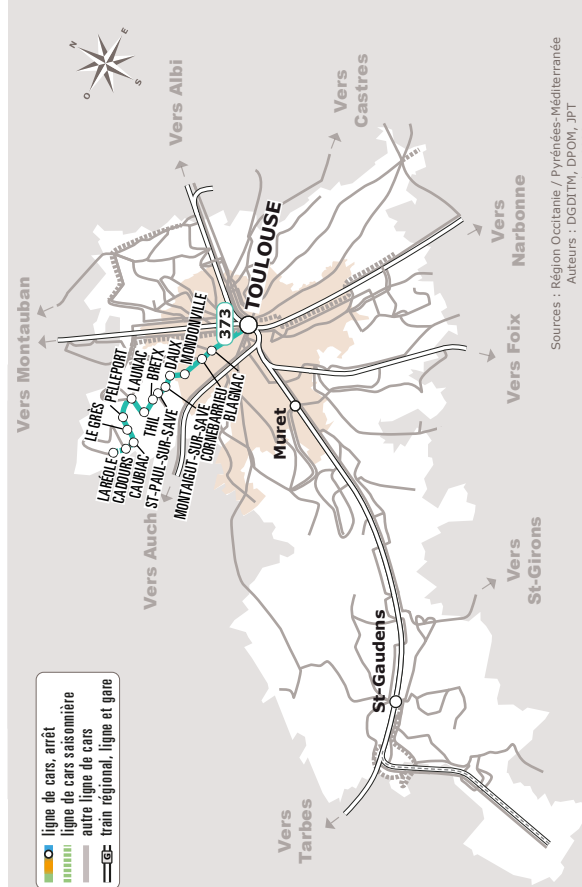 N
E
S
O
Vers Montauban
Vers Albi
Vers
Castres
Vers
Narbonne
Vers Foix
Vers
St-Girons
Vers
Tarbes
Vers Auch
LARÉOLE
CADOURS
CAUBIAC
LE GRÈS
PELLEPORT
LAUNAC
THIL
BRETX
ST-PAUL-SUR-SAVE
DAUX
MONTAIGUT-SUR-SAVE
MONDONVILLE
CORNEBARRIEU
BLAGNAC
373
TOULOUSE
Muret
St-Gaudens
ligne de cars, arrêt
ligne de cars saisonnière
autre ligne de cars
G train régional, ligne et gare
Sources : Région Occitanie / Pyrénées-Méditerranée
Auteurs : DGDITM, DPOM, JPT